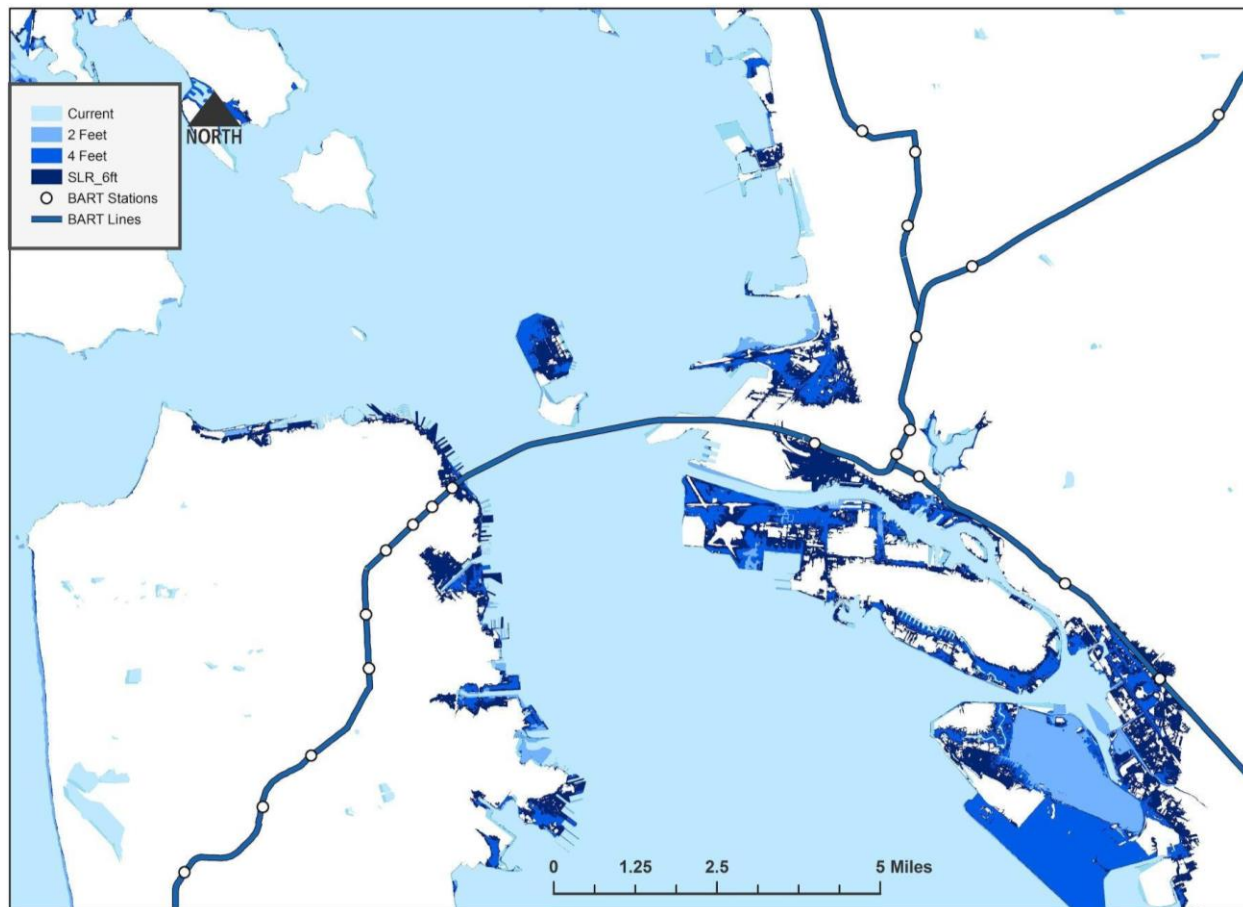 Current
2 Feet
4 Feet
SLR_6ft
BART Stations
BART Lines
NORTH
0 1.25 2.5 5 Miles